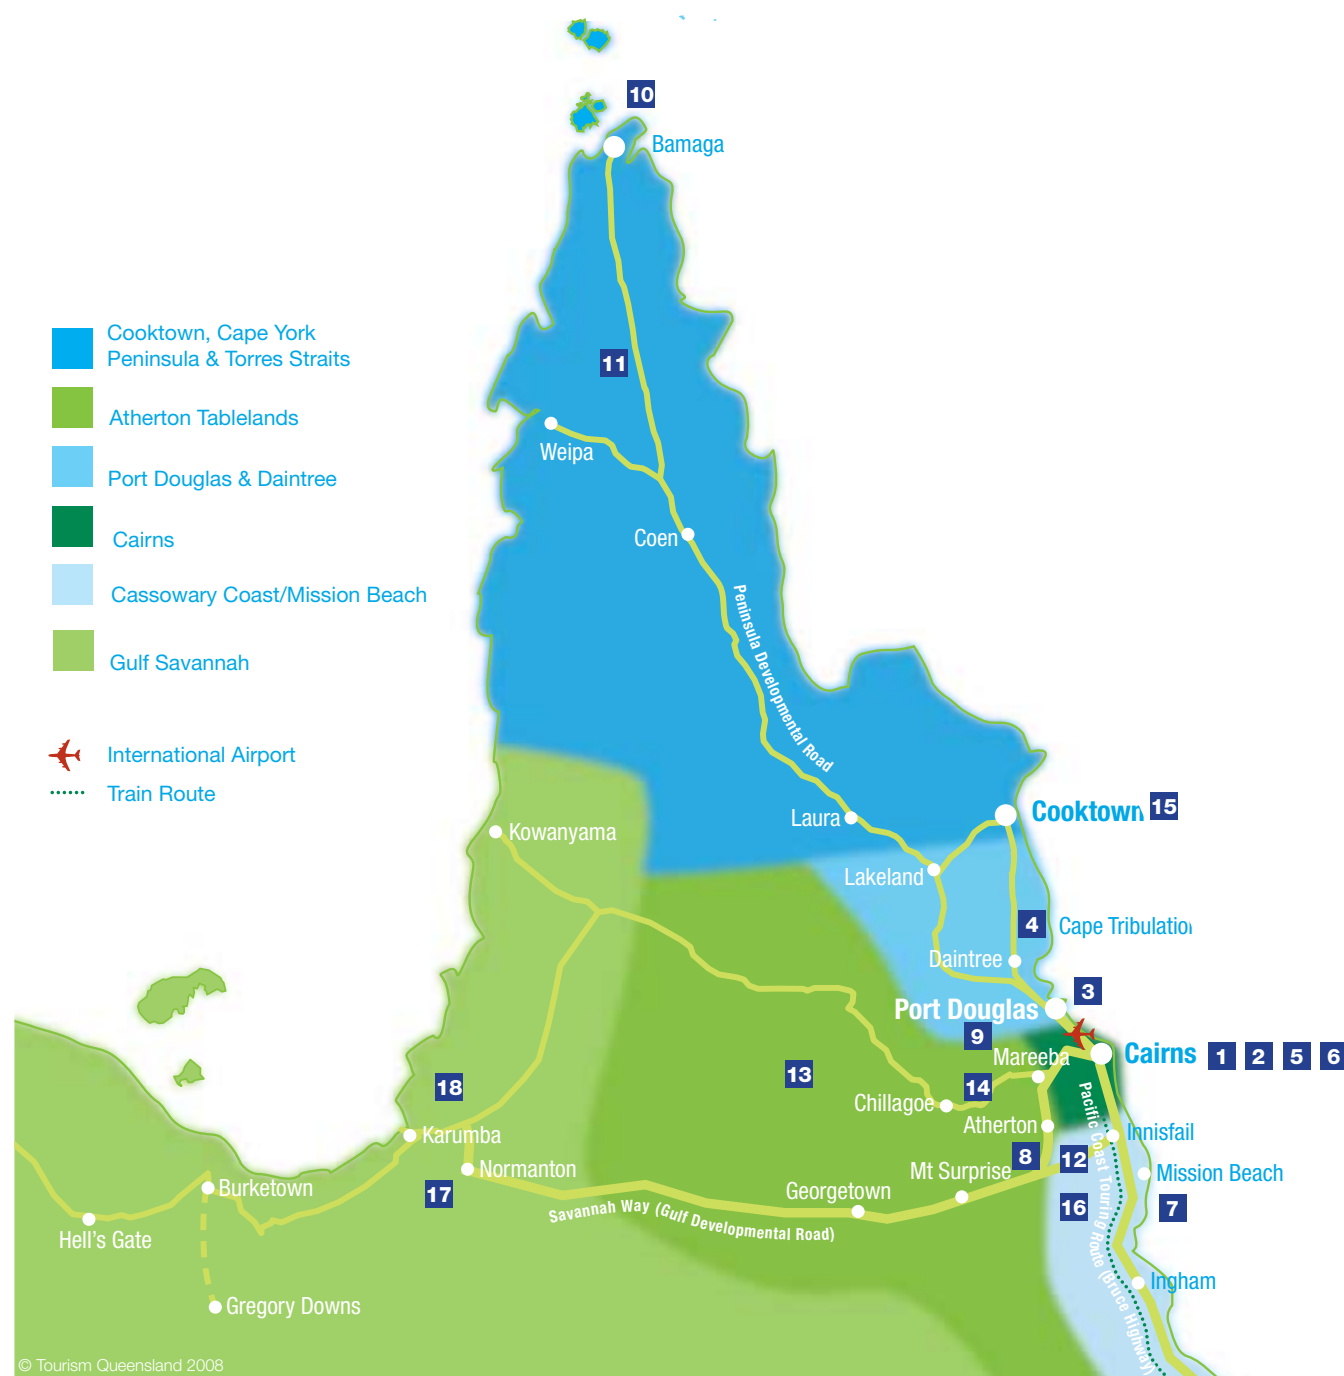 10
Bamaga
Cooktown, Cape York
Peninsula & Torres Straits
11
Atherton Tablelands
Weipa
Port Douglas & Daintree
Coen
Cairns
Cassowary Coast/Mission Beach
Peninsula Developmental Road
Gulf Savannah
International Airport
Train Route
Cooktown 15
Laura
Kowanyama
Lakeland
4 Cape Tribulation
Daintree
3
Port Douglas
9
Mareeba
Cairns 1 2 5 6
13
18
14
Chillagoe
Pacific Coast Touring Route (Bruce Highway)
Atherton
Innisfail
Karumba
8
12
Mt Surprise
Normanton
Mission Beach
Burketown
17
Georgetown
16
7
Savannah Way (Gulf Developmental Road)
Hell's Gate
Ingham
Gregory Downs
© Tourism Queensland 2008